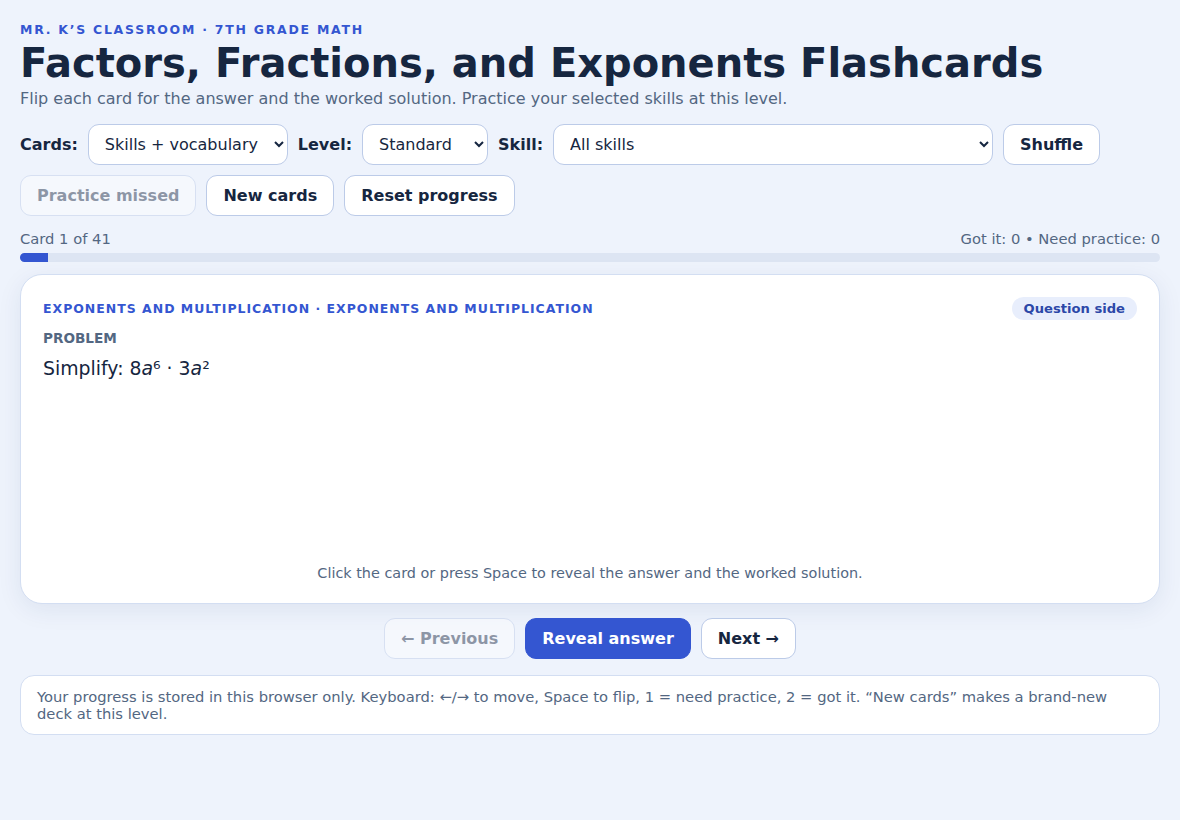 MR. K’S CLASSROOM · 7TH GRADE MATH
Factors, Fractions, and Exponents Flashcards
Flip each card for the answer and the worked solution. Practice your selected skills at this level.
Cards: Skills + vocabulary Level: Standard Skill: All skills Shuffle
Practice missed New cards Reset progress
Card 1 of 41 Got it: 0 • Need practice: 0
EXPONENTS AND MULTIPLICATION · EXPONENTS AND MULTIPLICATION Question side
PROBLEM
Simplify: 8a⁶ · 3a²
Click the card or press Space to reveal the answer and the worked solution.
← Previous Reveal answer Next →
Your progress is stored in this browser only. Keyboard: ←/→ to move, Space to flip, 1 = need practice, 2 = got it. “New cards” makes a brand-new
deck at this level.